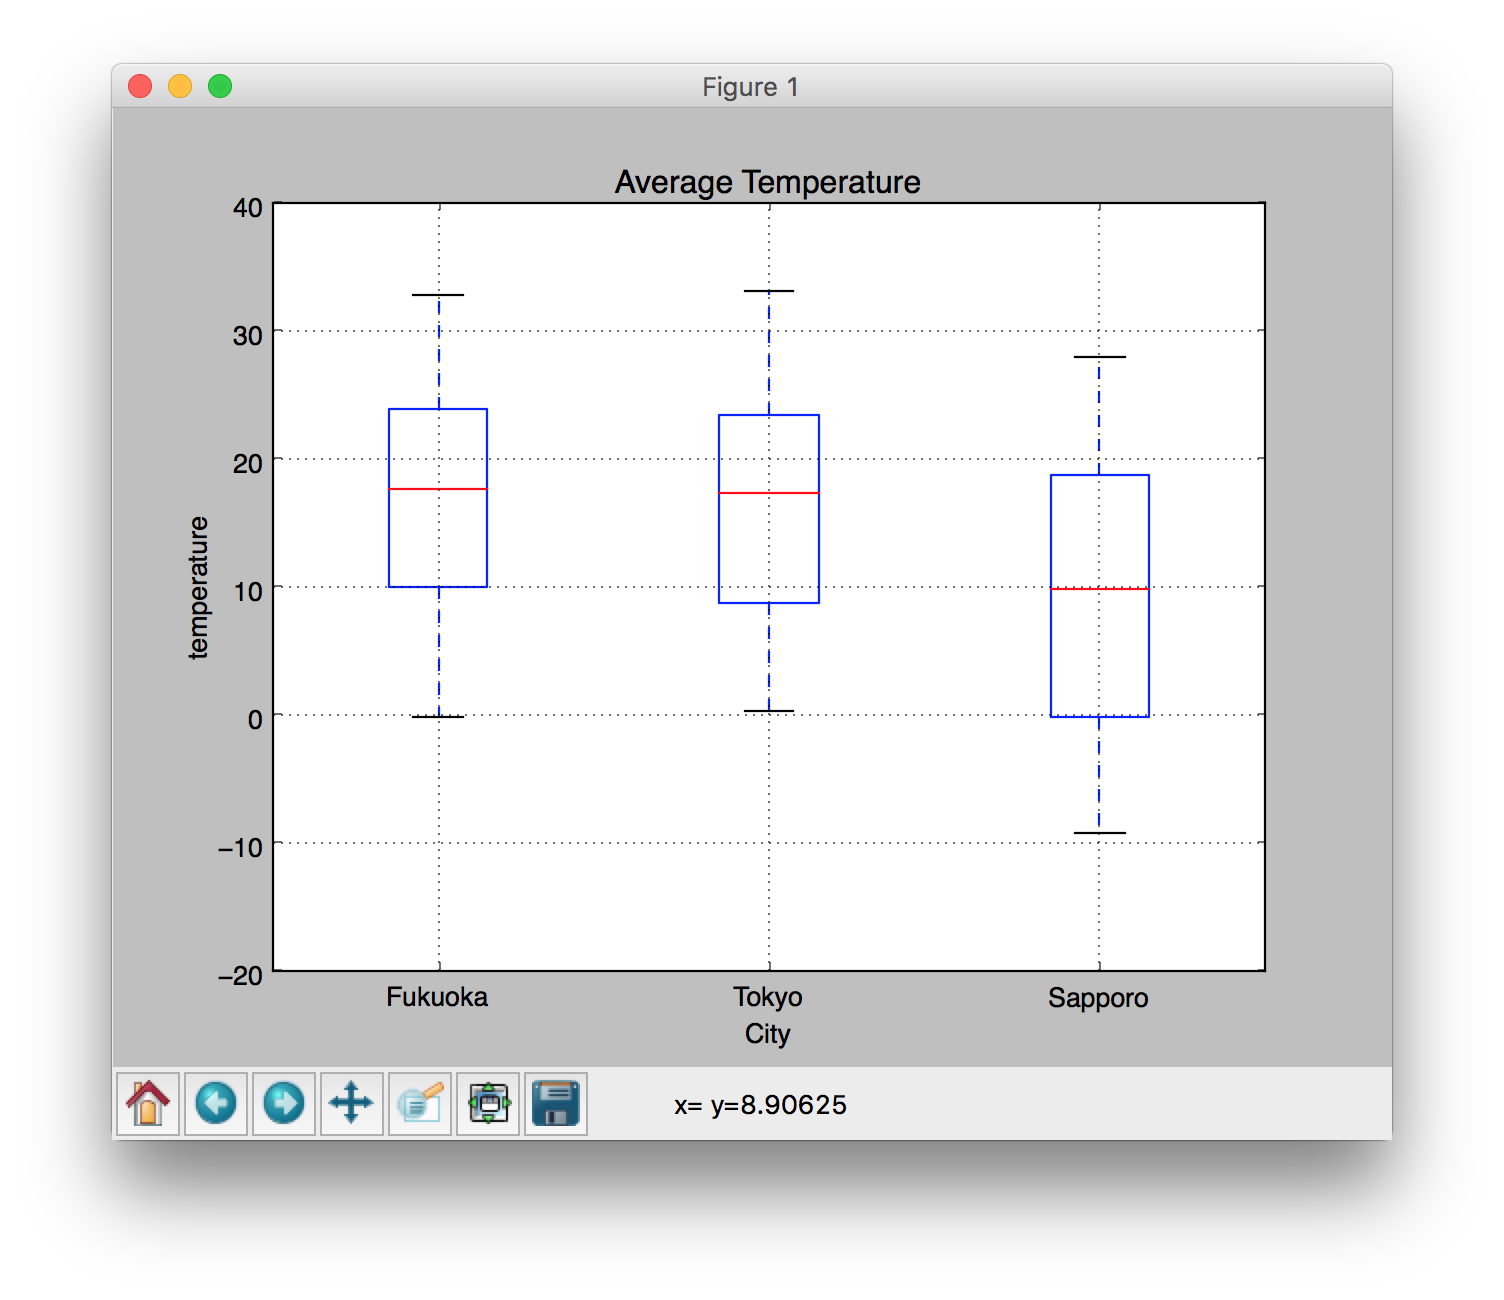 Figure 1
Average Temperature
40
30
20
10
0
−10
−20
temperature
Fukuoka Tokyo Sapporo
City
x= y=8.90625